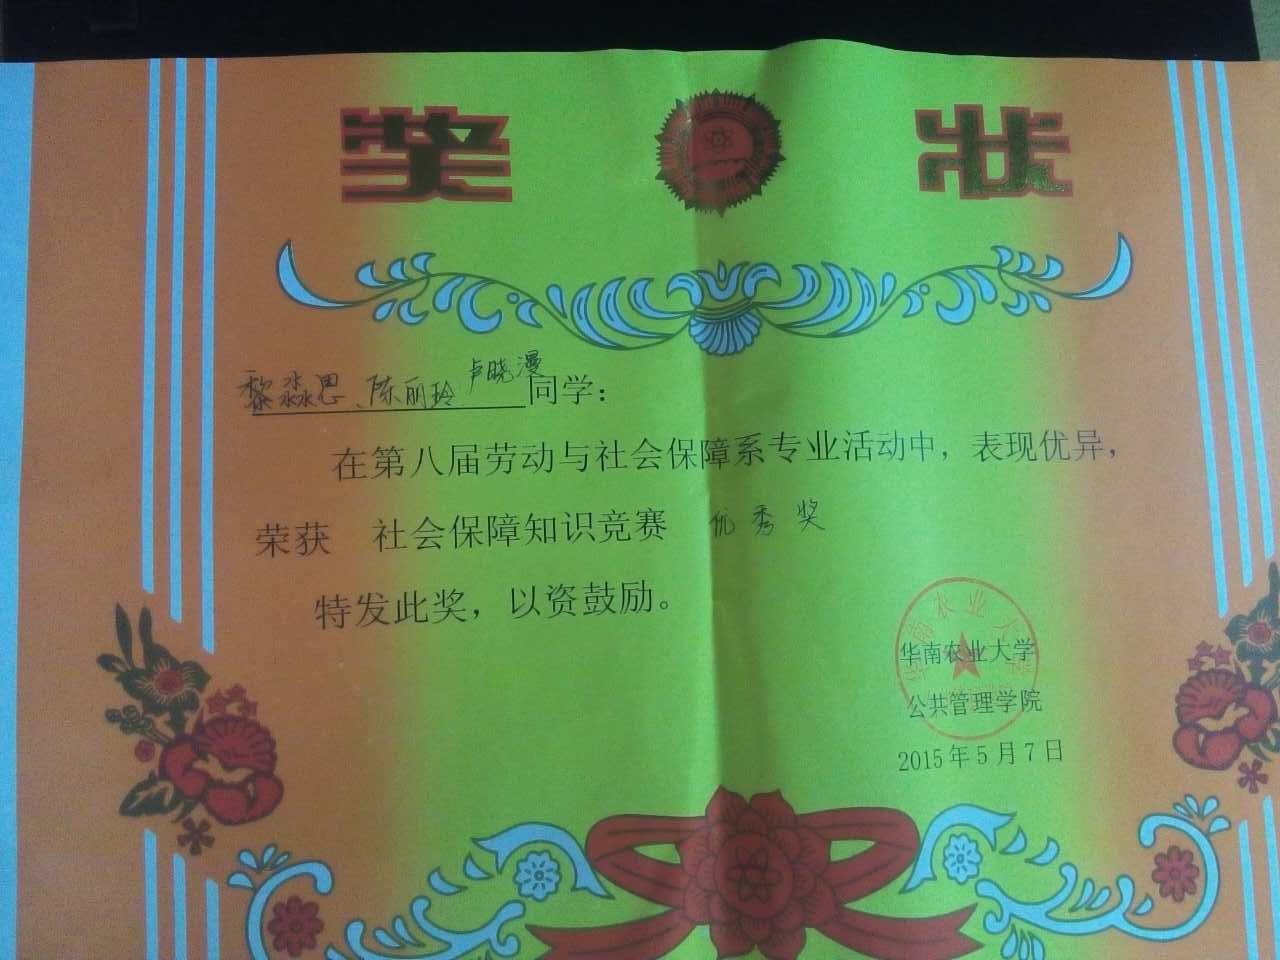 奖状
黎淼思、陈丽玲 卢晓漫 同学：
在第八届劳动与社会保障系专业活动中，表现优异，
荣获 社会保障知识竞赛 优秀奖
特发此奖，以资鼓励。
华南农业大学
公共管理学院
2015年5月7日